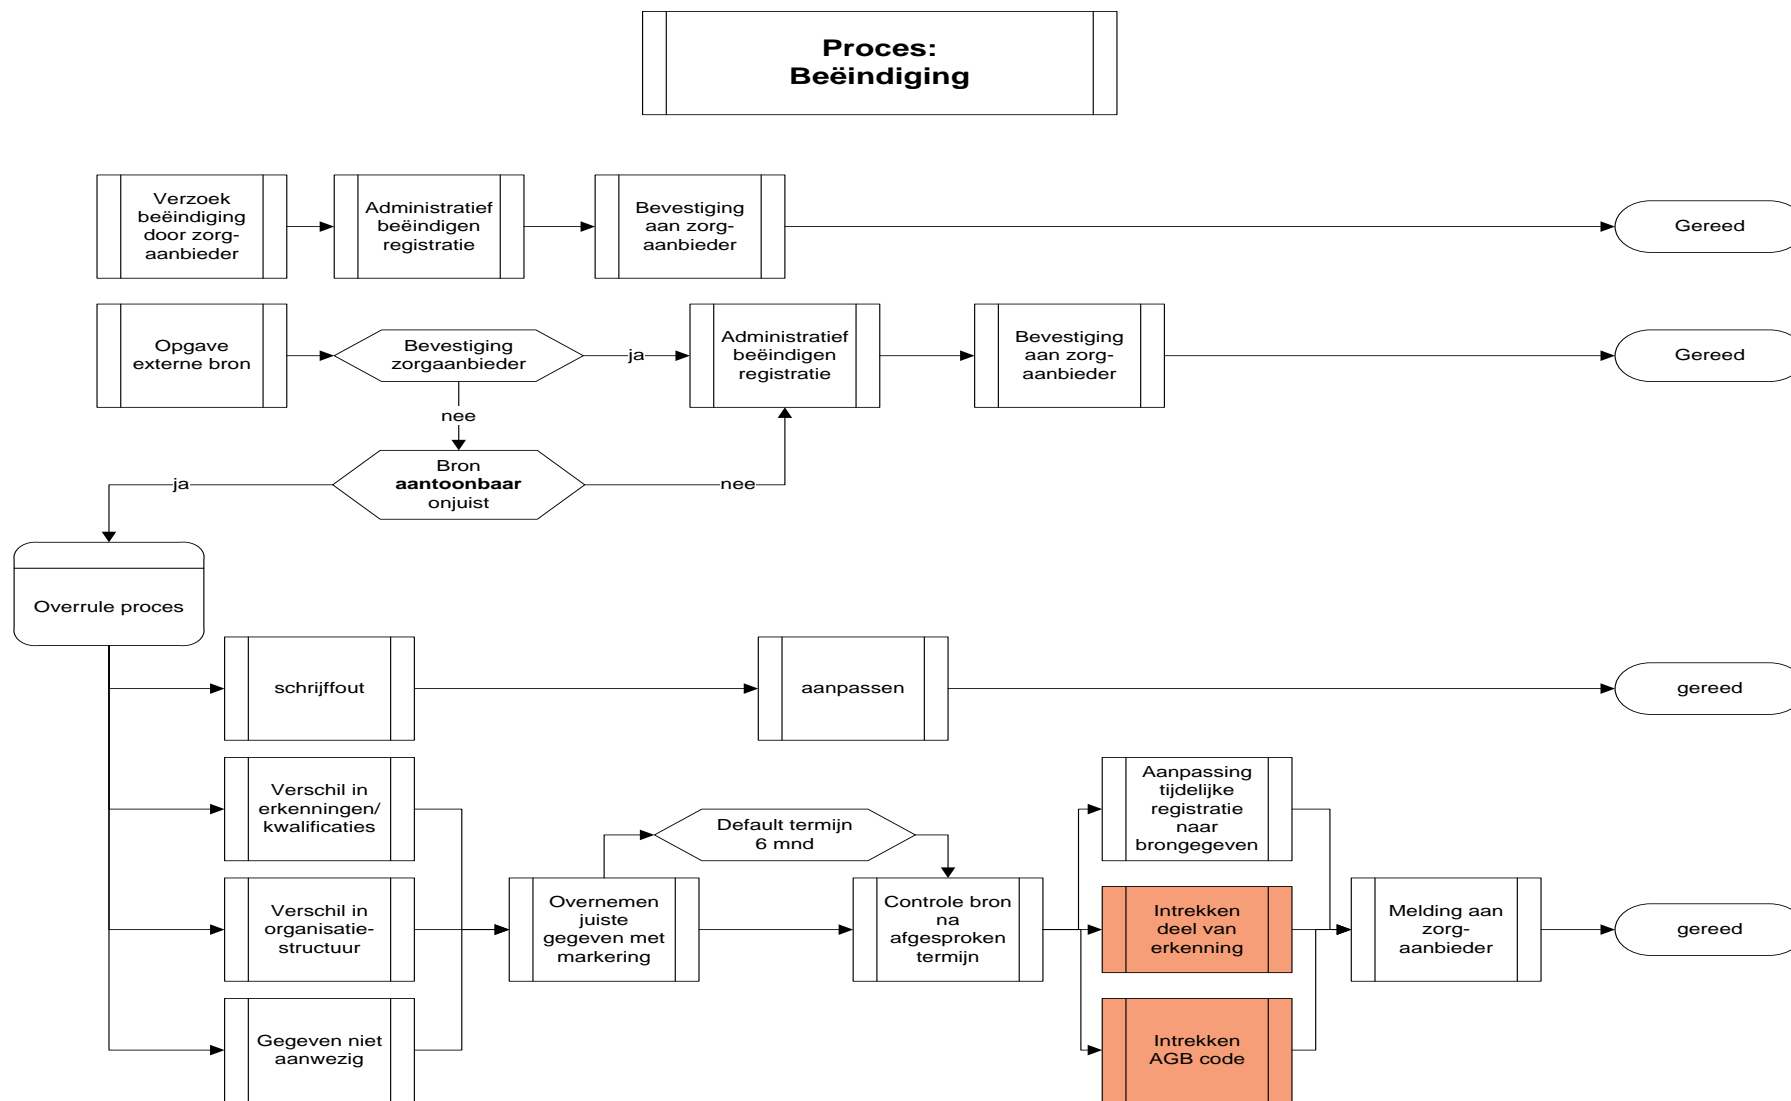 Proces:
Beëindiging
Verzoek
beëindiging
door zorg-
aanbieder
Administratief
beëindigen
registratie
Bevestiging
aan zorg-
aanbieder
Gereed
Opgave
externe bron
Bevestiging
zorgaanbieder
ja
Administratief
beëindigen
registratie
Bevestiging
aan zorg-
aanbieder
Gereed
nee
Bron
aantoonbaar
onjuist
ja
nee
Overrule proces
schrijffout
aanpassen
gereed
Verschil in
erkenningen/
kwalificaties
Default termijn
6 mnd
Aanpassing
tijdelijke
registratie
naar
brongegeven
Verschil in
organisatie-
structuur
Overnemen
juiste
gegeven met
markering
Controle bron
na
afgesproken
termijn
Intrekken
deel van
erkenning
Melding aan
zorg-
aanbieder
gereed
Gegeven niet
aanwezig
Intrekken
AGB code